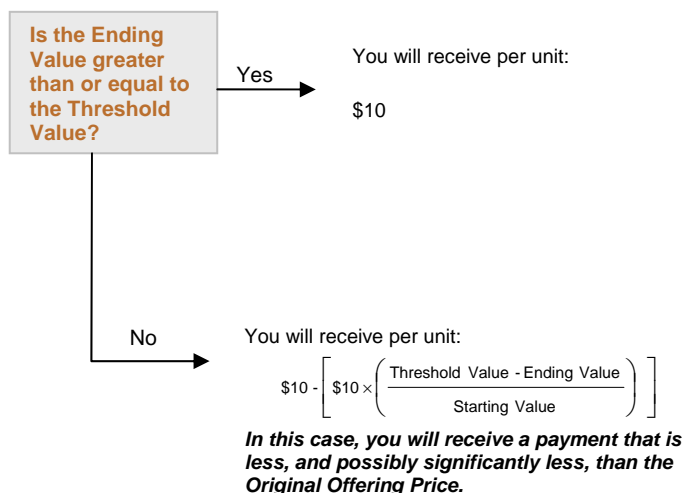 Is the Ending
Value greater
than or equal to
the Threshold
Value?
Yes
You will receive per unit:
$10
No
You will receive per unit:
$10 - [ $10 × ( Threshold Value - Ending Value / Starting Value ) ]
In this case, you will receive a payment that is
less, and possibly significantly less, than the
Original Offering Price.